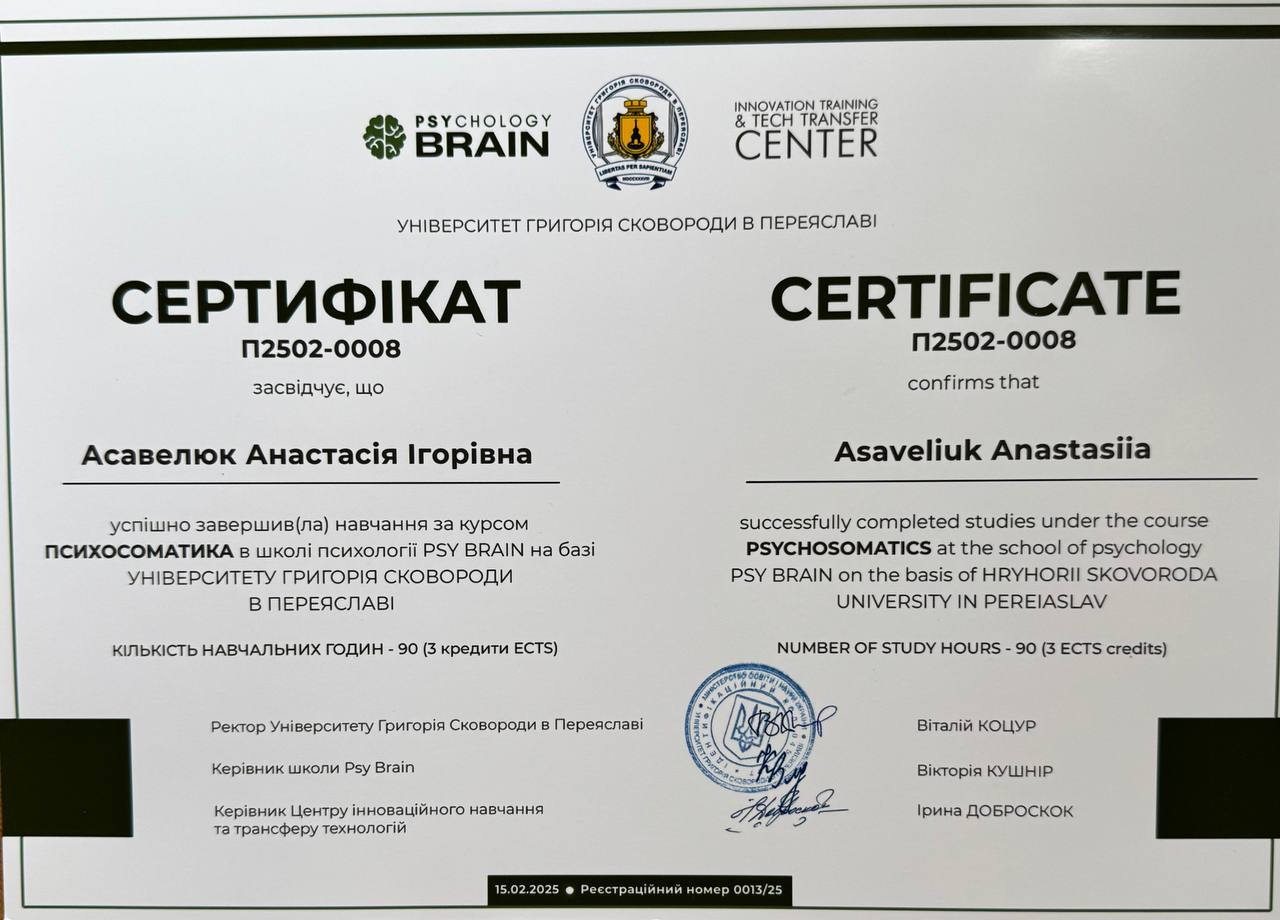 PSYCHOLOGY
BRAIN
УНІВЕРСИТЕТ ГРИГОРІЯ СКОВОРОДИ В ПЕРЕЯСЛАВІ
LIBERTAS PER SAPIENTIAM
INNOVATION TRAINING
& TECH TRANSFER
CENTER
УНІВЕРСИТЕТ ГРИГОРІЯ СКОВОРОДИ В ПЕРЕЯСЛАВІ
СЕРТИФІКАТ
П2502-0008
засвідчує, що
Асавелюк Анастасія Ігорівна
успішно завершив(ла) навчання за курсом
ПСИХОСОМАТИКА в школі психології PSY BRAIN на базі
УНІВЕРСИТЕТУ ГРИГОРІЯ СКОВОРОДИ
В ПЕРЕЯСЛАВІ
КІЛЬКІСТЬ НАВЧАЛЬНИХ ГОДИН - 90 (3 кредити ECTS)
CERTIFICATE
П2502-0008
confirms that
Asaveliuk Anastasiia
successfully completed studies under the course
PSYCHOSOMATICS at the school of psychology
PSY BRAIN on the basis of HRYHORII SKOVORODA
UNIVERSITY IN PEREIASLAV
NUMBER OF STUDY HOURS - 90 (3 ECTS credits)
Ректор Університету Григорія Сковороди в Переяславі
Віталій КОЦУР
Керівник школи Psy Brain
Вікторія КУШНІР
Керівник Центру інноваційного навчання
та трансферу технологій
Ірина ДОБРОСКОК
15.02.2025 ● Реєстраційний номер 0013/25